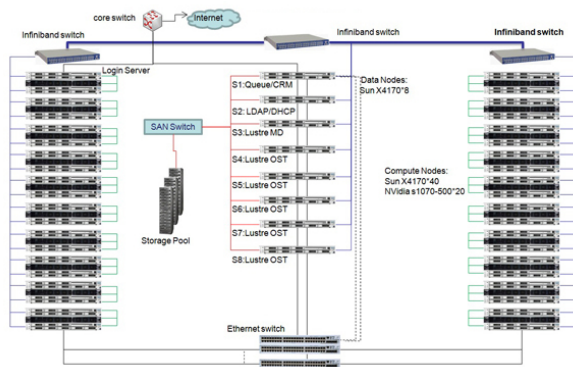 core switch
Internet
Infiniband switch
Infiniband switch
Infiniband switch
Login Server
Data Nodes:
Sun X4170*8
S1:Queue/CRM
S2: LDAP/DHCP
SAN Switch
S3:Lustre MD
S4:Lustre OST
Compute Nodes:
Sun X4170*40
NVidia s1070-500*20
S5:Lustre OST
S6:Lustre OST
Storage Pool
S7:Lustre OST
S8:Lustre OST
Ethernet switch